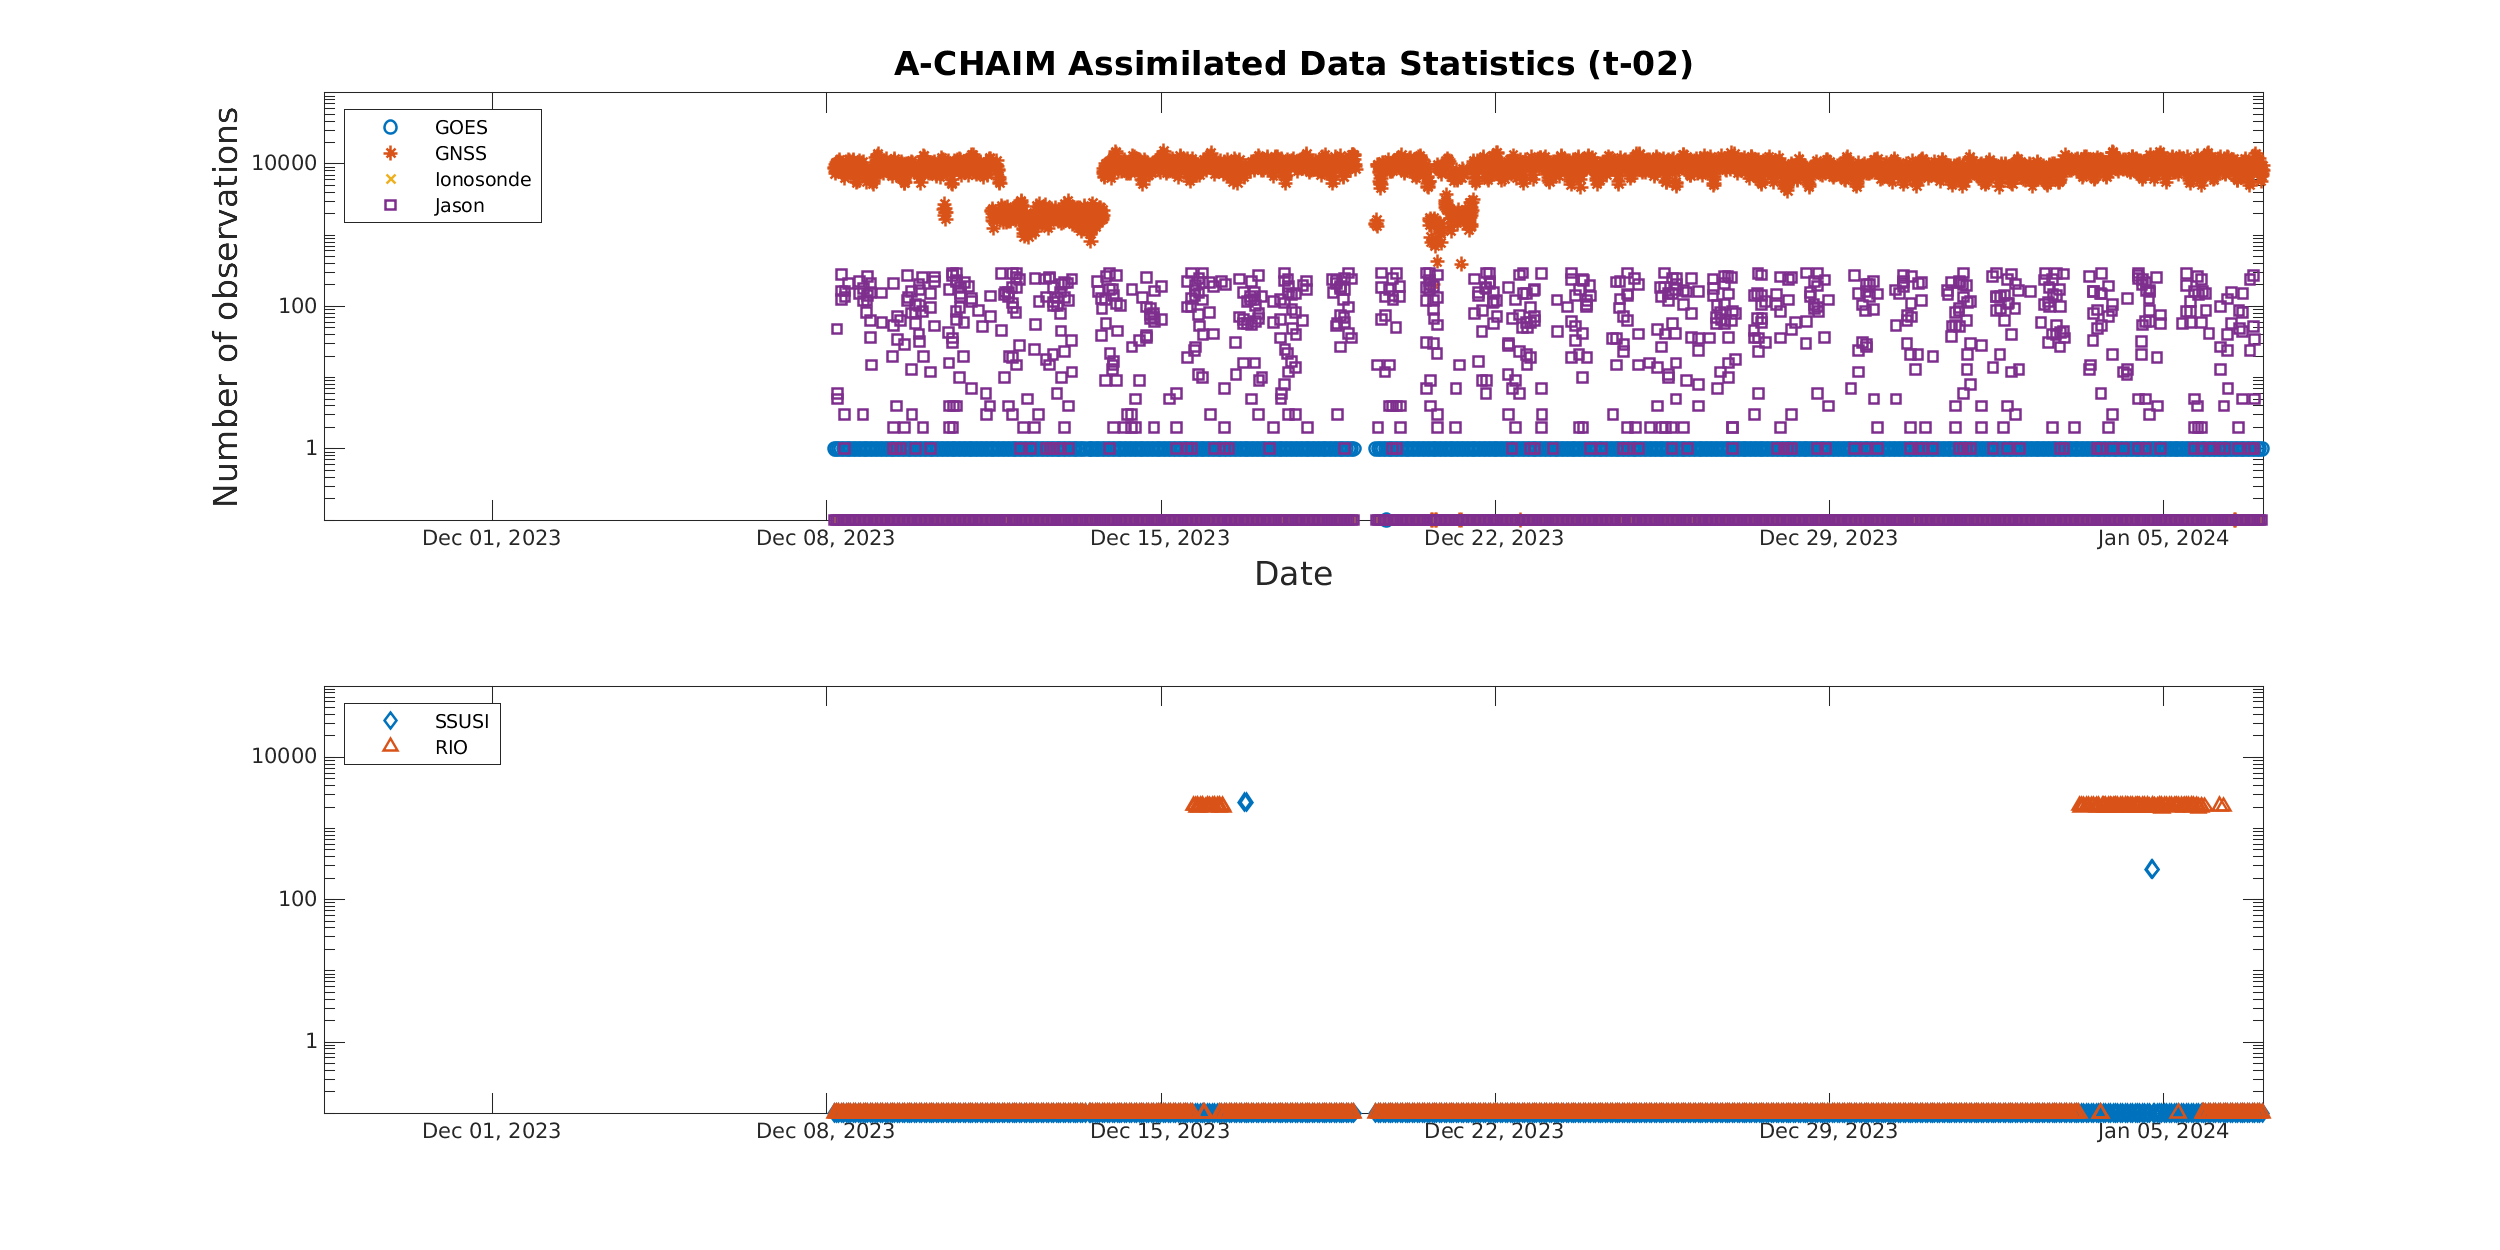 A-CHAIM Assimilated Data Statistics (t-02)
Number of observations
10000
100
1
GOES
GNSS
Ionosonde
Jason
Dec 01, 2023
Dec 08, 2023
Dec 15, 2023
Dec 22, 2023
Dec 29, 2023
Jan 05, 2024
Date
SSUSI
RIO
10000
100
1
Dec 01, 2023
Dec 08, 2023
Dec 15, 2023
Dec 22, 2023
Dec 29, 2023
Jan 05, 2024